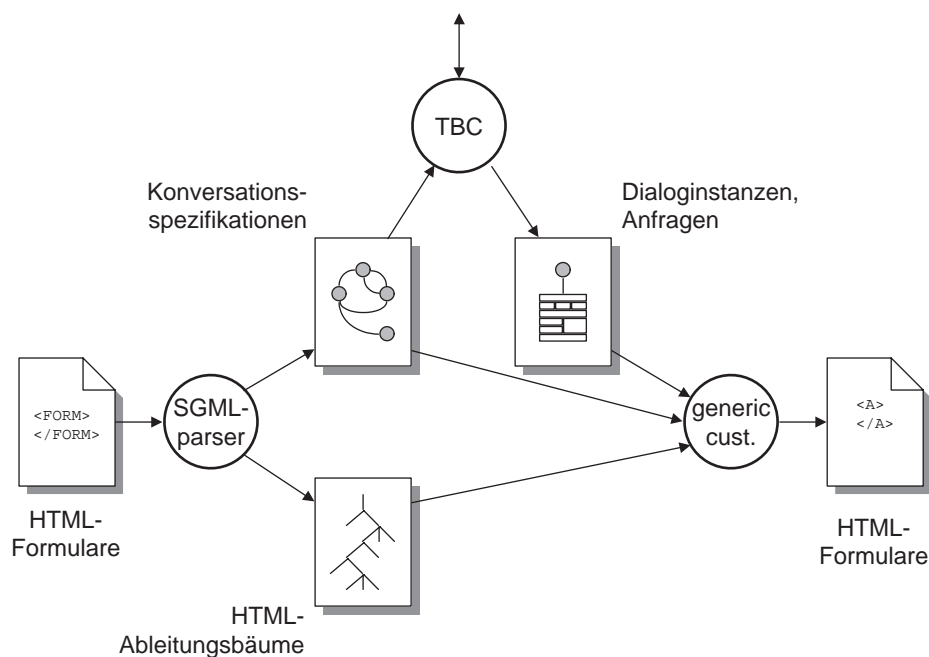 TBC
Konversations-
spezifikationen
Dialoginstanzen,
Anfragen
<FORM>
</FORM>
SGML-
parser
generic
cust.
<A>
</A>
HTML-
Formulare
HTML-
Formulare
HTML-
Ableitungsbäume